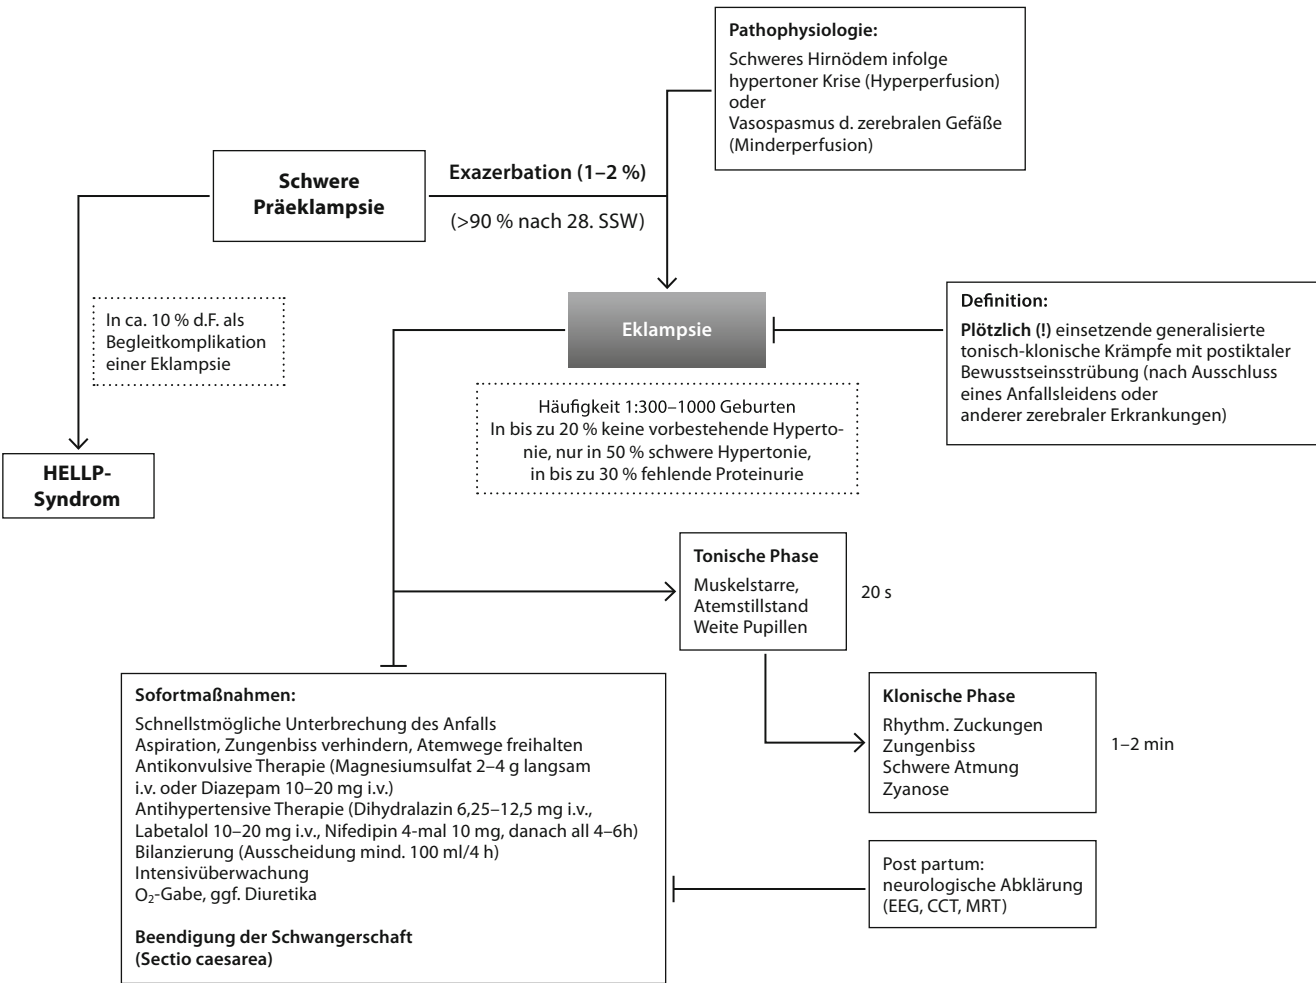 Pathophysiologie:
Schweres Hirnödem infolge
hypertoner Krise (Hyperperfusion)
oder
Vasospasmus d. zerebralen Gefäße
(Minderperfusion)
Schwere
Präeklampsie
Exazerbation (1–2 %)
(>90 % nach 28. SSW)
In ca. 10 % d.F. als
Begleitkomplikation
einer Eklampsie
Eklampsie
Definition:
Plötzlich (!) einsetzende generalisierte
tonisch-klonische Krämpfe mit postiktaler
Bewusstseinsstrübung (nach Ausschluss
eines Anfallsleidens oder
anderer zerebraler Erkrankungen)
Häufigkeit 1:300–1000 Geburten
In bis zu 20 % keine vorbestehende Hyperto-
nie, nur in 50 % schwere Hypertonie,
in bis zu 30 % fehlende Proteinurie
HELLP-
Syndrom
Tonische Phase
Muskelstarre,
Atemstillstand
Weite Pupillen
20 s
Klonische Phase
Rhythm. Zuckungen
Zungenbiss
Schwere Atmung
Zyanose
1–2 min
Sofortmaßnahmen:
Schnellstmögliche Unterbrechung des Anfalls
Aspiration, Zungenbiss verhindern, Atemwege freihalten
Antikonvulsive Therapie (Magnesiumsulfat 2–4 g langsam
i.v. oder Diazepam 10–20 mg i.v.)
Antihypertensive Therapie (Dihydralazin 6,25–12,5 mg i.v.,
Labetalol 10–20 mg i.v., Nifedipin 4-mal 10 mg, danach all 4–6h)
Bilanzierung (Ausscheidung mind. 100 ml/4 h)
Intensivüberwachung
O₂-Gabe, ggf. Diuretika
Beendigung der Schwangerschaft
(Sectio caesarea)
Post partum:
neurologische Abklärung
(EEG, CCT, MRT)